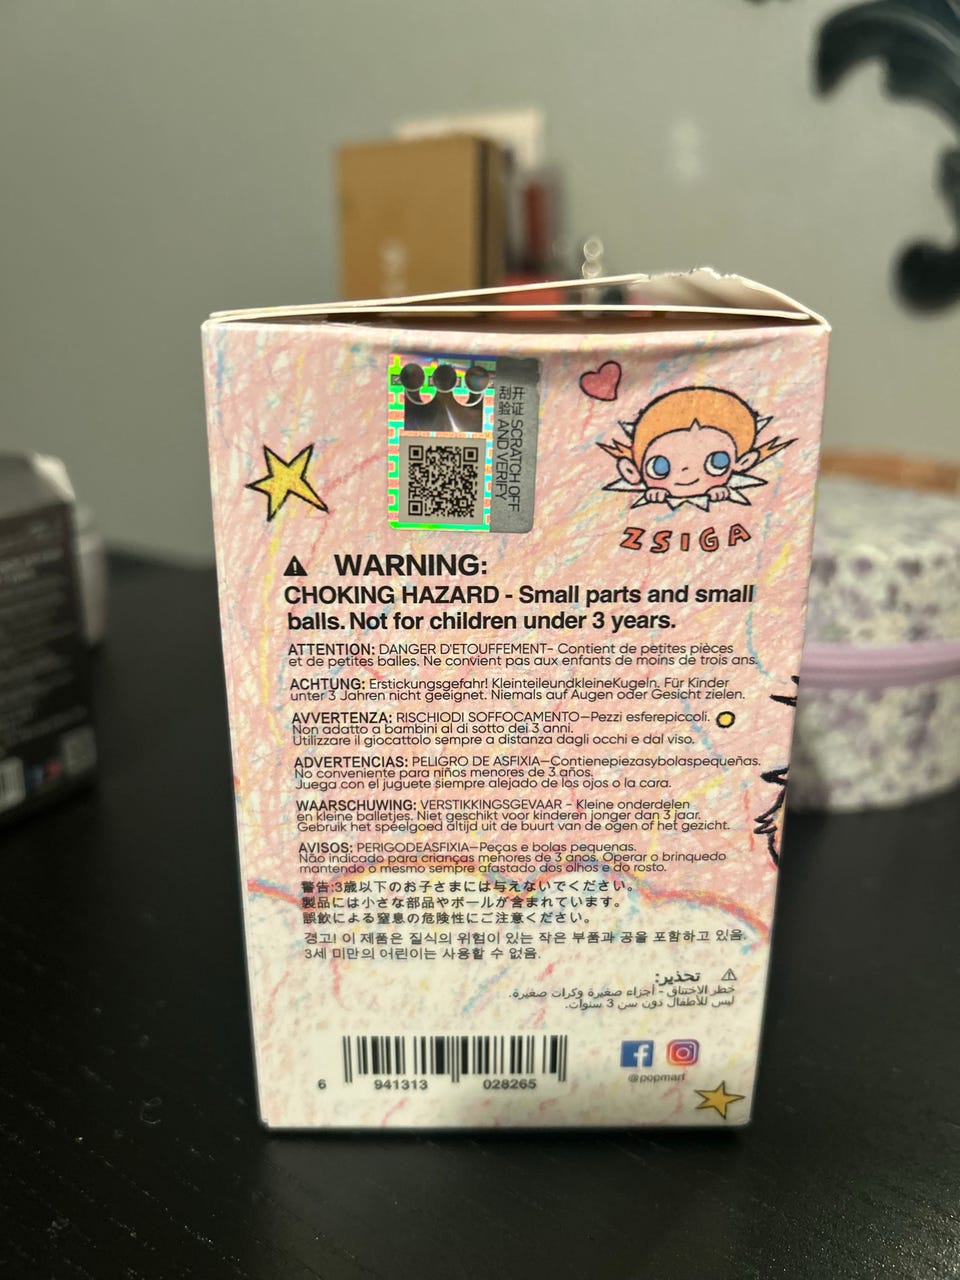 开证 SCRATCH OFF
刮验 AND VERIFY
ZSIGA
WARNING:
CHOKING HAZARD - Small parts and small
balls. Not for children under 3 years.
ATTENTION: DANGER D'ETOUFFEMENT- Contient de petites pièces
et de petites balles. Ne convient pas aux enfants de moins de trois ans.
ACHTUNG: Erstickungsgefahr! KleinteileundkleineKugeln. Für Kinder
unter 3 Jahren nicht geeignet. Niemals auf Augen oder Gesicht zielen.
AVVERTENZA: RISCHIODI SOFFOCAMENTO—Pezzi esferepiccoli.
Non adatto a bambini al di sotto dei 3 anni.
Utilizzare il giocattolo sempre a distanza dagli occhi e dal viso.
ADVERTENCIAS: PELIGRO DE ASFIXIA—Contienepiezasybolaspequeñas.
No conveniente para niños menores de 3 años.
Juega con el juguete siempre alejado de los ojos o la cara.
WAARSCHUWING: VERSTIKKINGSGEVAAR - Kleine onderdelen
en kleine balletjes. Niet geschikt voor kinderen jonger dan 3 jaar.
Gebruik het speelgoed altijd uit de buurt van de ogen of het gezicht.
AVISOS: PERIGODEASFIXIA—Peças e bolas pequenas.
Não indicado para crianças menores de 3 anos. Operar o brinquedo
mantendo o mesmo sempre afastado dos olhos e do rosto.
警告:3歳以下のお子さまには与えないでください。
製品には小さな部品やボールが含まれています。
誤飲による窒息の危険性にご注意ください。
경고! 이 제품은 질식의 위험이 있는 작은 부품과 공을 포함하고 있음.
3세 미만의 어린이는 사용할 수 없음.
تحذير:
خطر الاختناق - أجزاء صغيرة وكرات صغيرة.
ليس للأطفال دون سن 3 سنوات.
6 941313 028265
@popmart